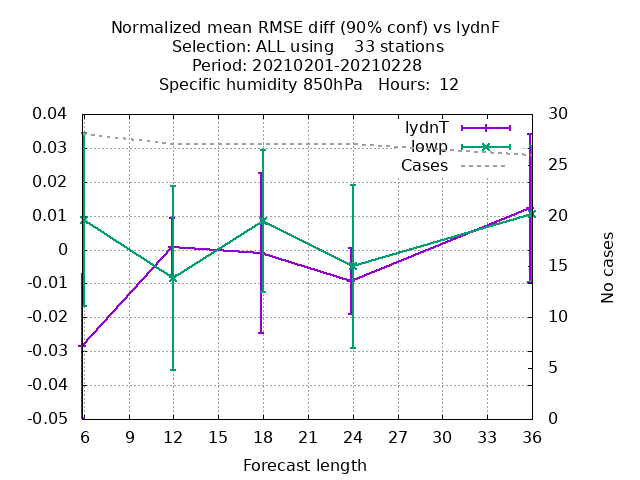 Normalized mean RMSE diff (90% conf) vs lydnF
Selection: ALL using 33 stations
Period: 20210201-20210228
Specific humidity 850hPa Hours: 12
0.04
0.03
0.02
0.01
0
-0.01
-0.02
-0.03
-0.04
-0.05
30
25
20
15
10
5
0
lydnT
lowp
Cases
No cases
6 9 12 15 18 21 24 27 30 33 36
Forecast length